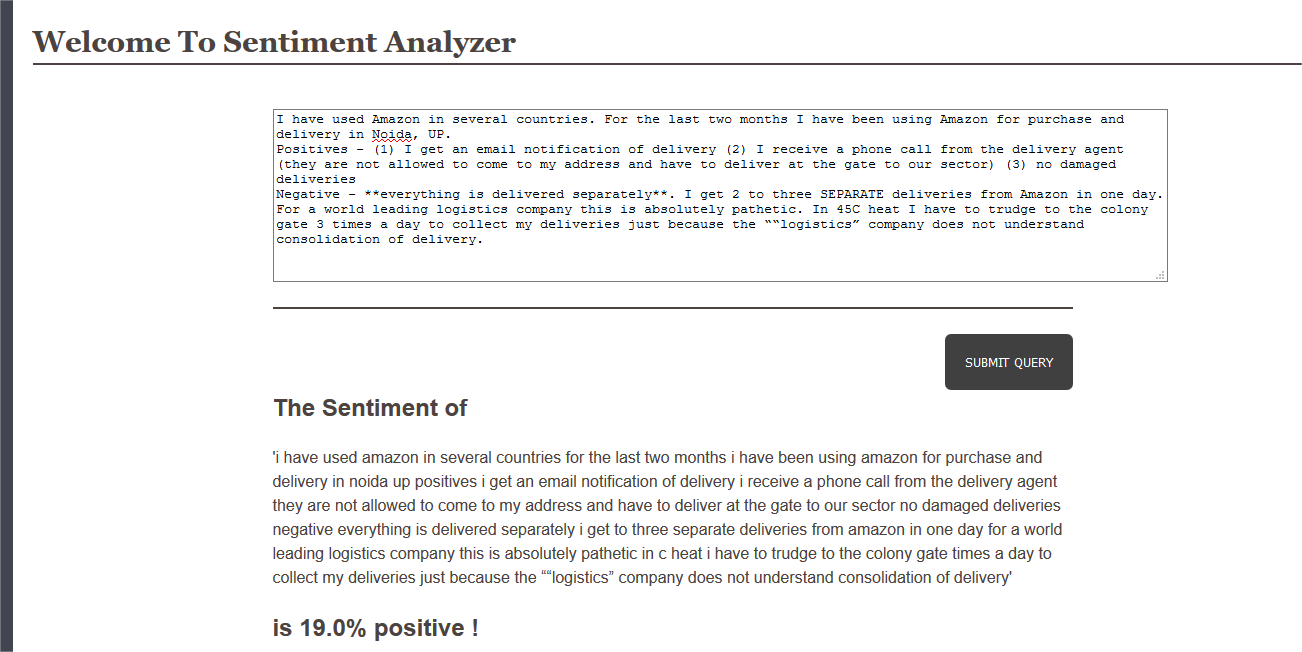 Welcome To Sentiment Analyzer
I have used Amazon in several countries. For the last two months I have been using Amazon for purchase and
delivery in Noida, UP.
Positives - (1) I get an email notification of delivery (2) I receive a phone call from the delivery agent
(they are not allowed to come to my address and have to deliver at the gate to our sector) (3) no damaged
deliveries
Negative - **everything is delivered separately**. I get 2 to three SEPARATE deliveries from Amazon in one day.
For a world leading logistics company this is absolutely pathetic. In 45C heat I have to trudge to the colony
gate 3 times a day to collect my deliveries just because the ““logistics” company does not understand
consolidation of delivery.
SUBMIT QUERY
The Sentiment of
'i have used amazon in several countries for the last two months i have been using amazon for purchase and
delivery in noida up positives i get an email notification of delivery i receive a phone call from the delivery agent
they are not allowed to come to my address and have to deliver at the gate to our sector no damaged deliveries
negative everything is delivered separately i get to three separate deliveries from amazon in one day for a world
leading logistics company this is absolutely pathetic in c heat i have to trudge to the colony gate times a day to
collect my deliveries just because the ““logistics” company does not understand consolidation of delivery'
is 19.0% positive !